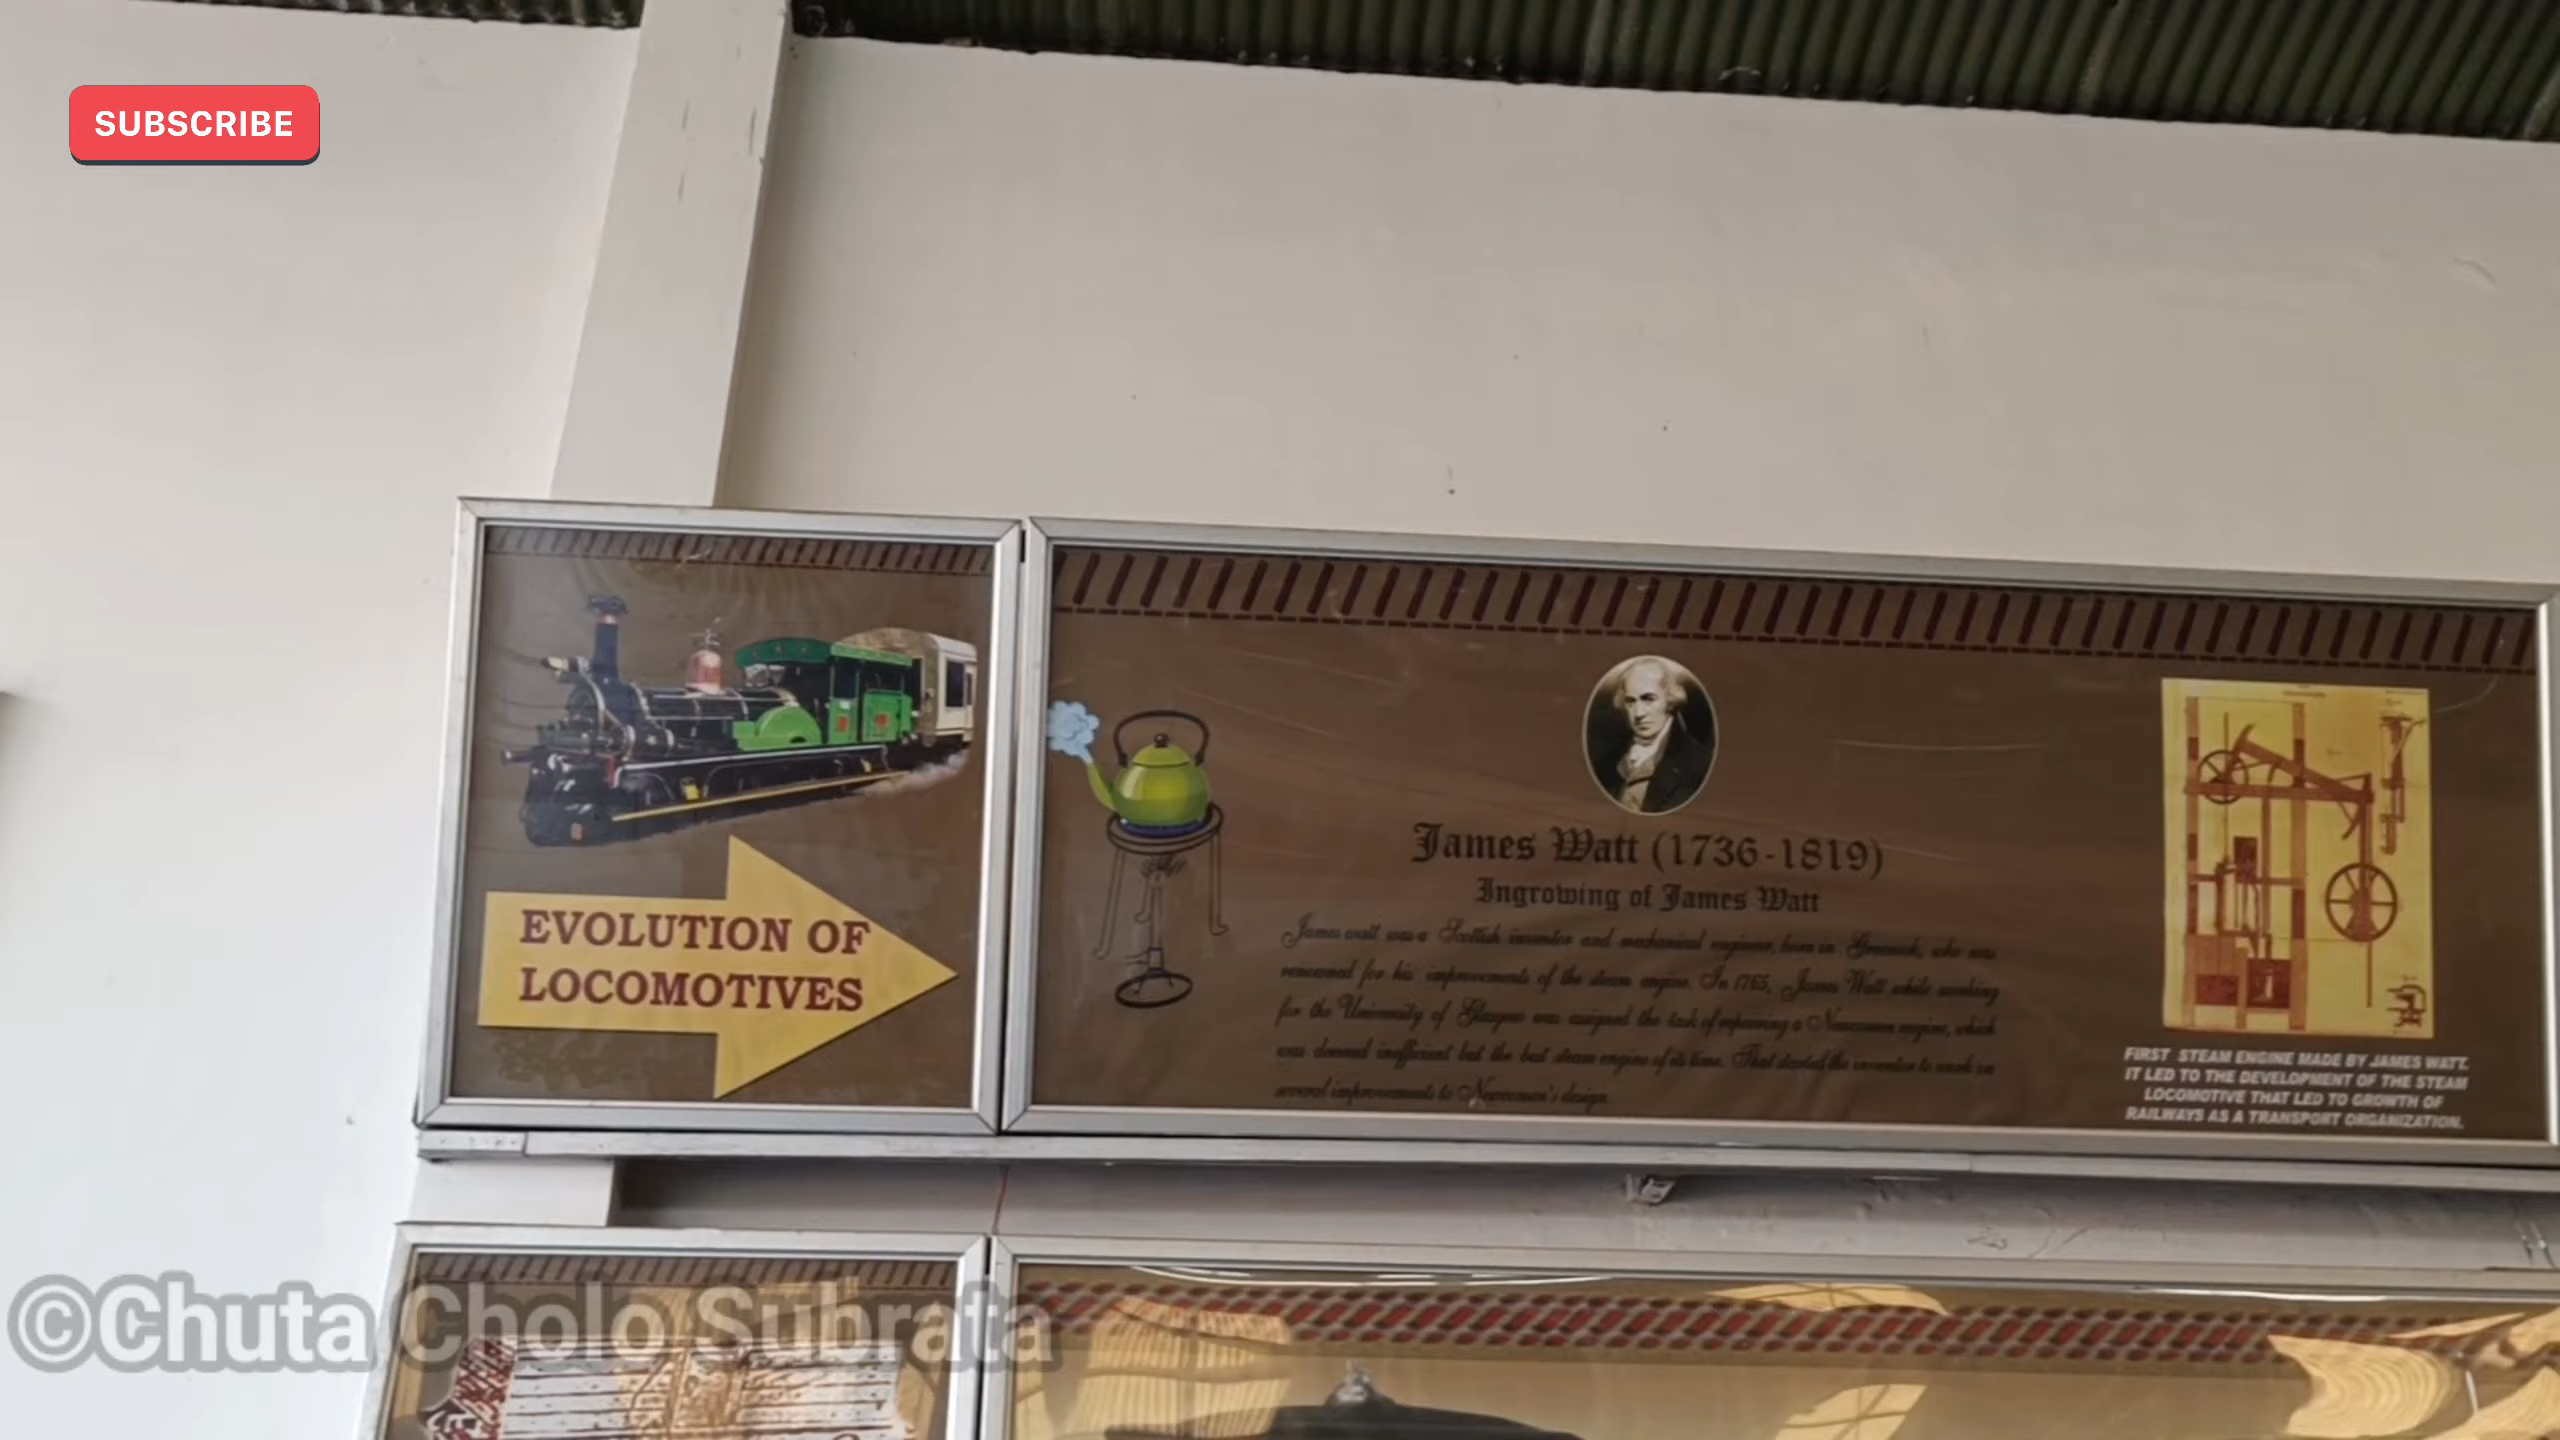 SUBSCRIBE
EVOLUTION OF
LOCOMOTIVES
James Watt (1736-1819)
Ingrowing of James Watt
James watt was a Scottish inventor and mechanical engineer, born in Greenock, who was
renowned for his improvements of the steam engine. In 1765, James Watt while working
for the University of Glasgow was assigned the task of repairing a Newcomen engine, which
was deemed inefficient but the best steam engine of its time. That started the inventor to work on
several improvements to Newcomen's design.
FIRST STEAM ENGINE MADE BY JAMES WATT.
IT LED TO THE DEVELOPMENT OF THE STEAM
LOCOMOTIVE THAT LED TO GROWTH OF
RAILWAYS AS A TRANSPORT ORGANIZATION.
©Chuta Cholo Subrata